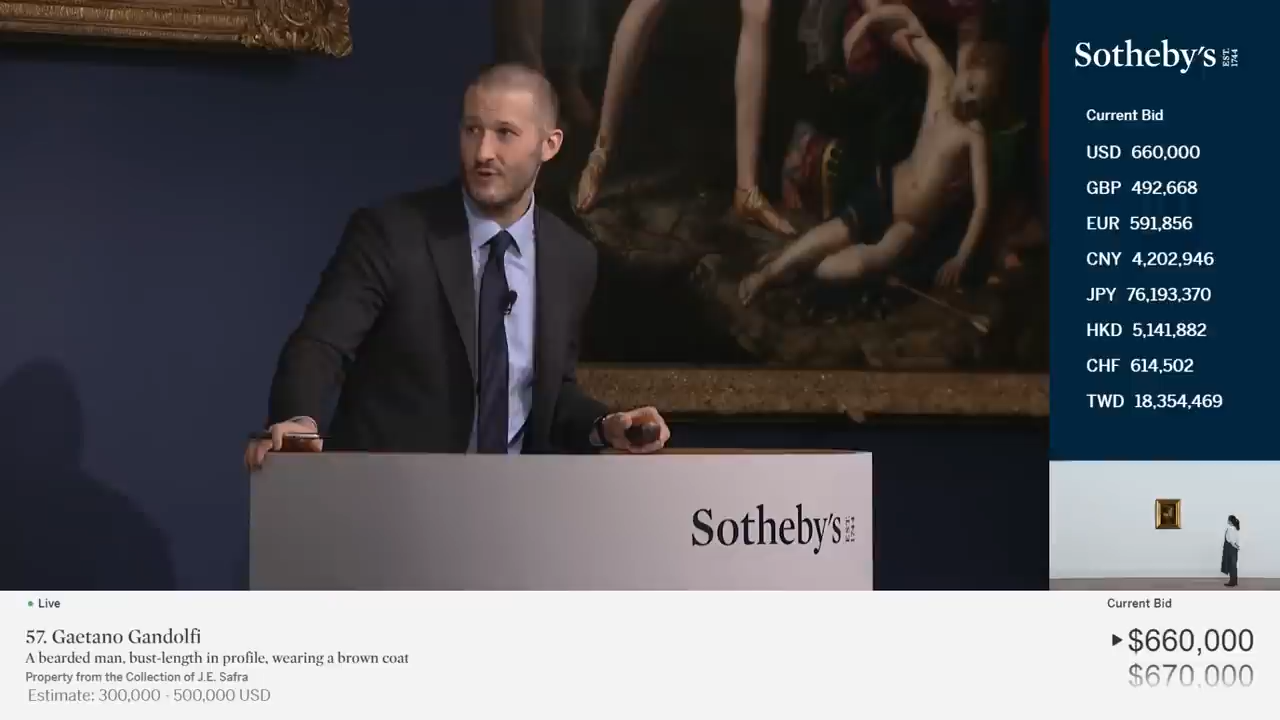 Sotheby's EST. 1744
Current Bid
USD 660,000
GBP 492,668
EUR 591,856
CNY 4,202,946
JPY 76,193,370
HKD 5,141,882
CHF 614,502
TWD 18,354,469
Sotheby's EST. 1744
Live
57. Gaetano Gandolfi
A bearded man, bust-length in profile, wearing a brown coat
Property from the Collection of J.E. Safra
Estimate: 300,000 - 500,000 USD
Current Bid
$660,000
$670,000